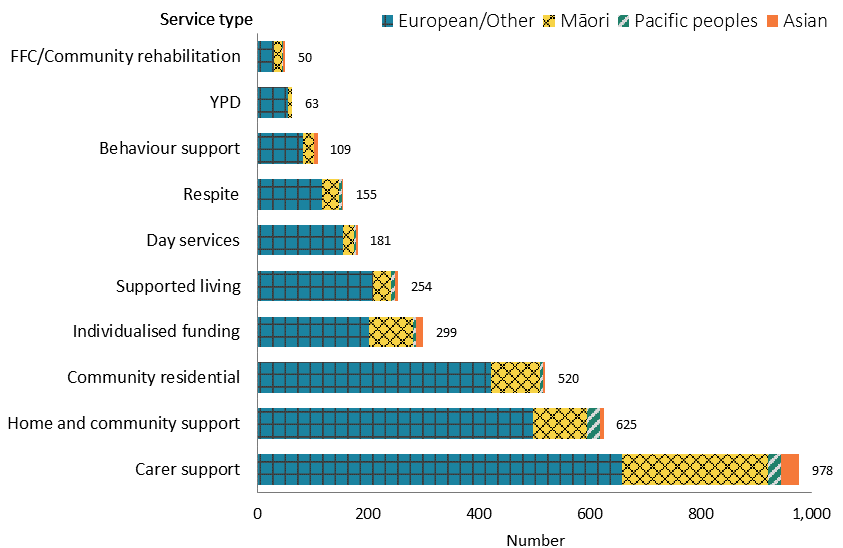 Service type
European/Other Māori Pacific peoples Asian
FFC/Community rehabilitation 50
YPD 63
Behaviour support 109
Respite 155
Day services 181
Supported living 254
Individualised funding 299
Community residential 520
Home and community support 625
Carer support 978
0 200 400 600 800 1,000
Number